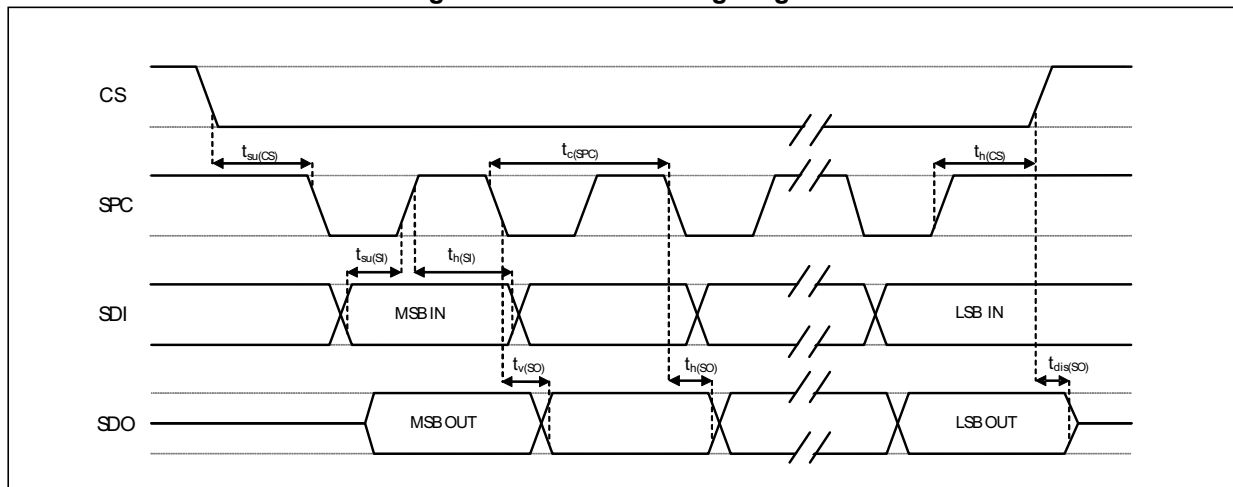 CS
t_su(CS)
t_c(SPC)
t_h(CS)
SPC
t_su(SI)
t_h(SI)
SDI
MSB IN
LSB IN
t_v(SO)
t_h(SO)
t_dis(SO)
SDO
MSB OUT
LSB OUT